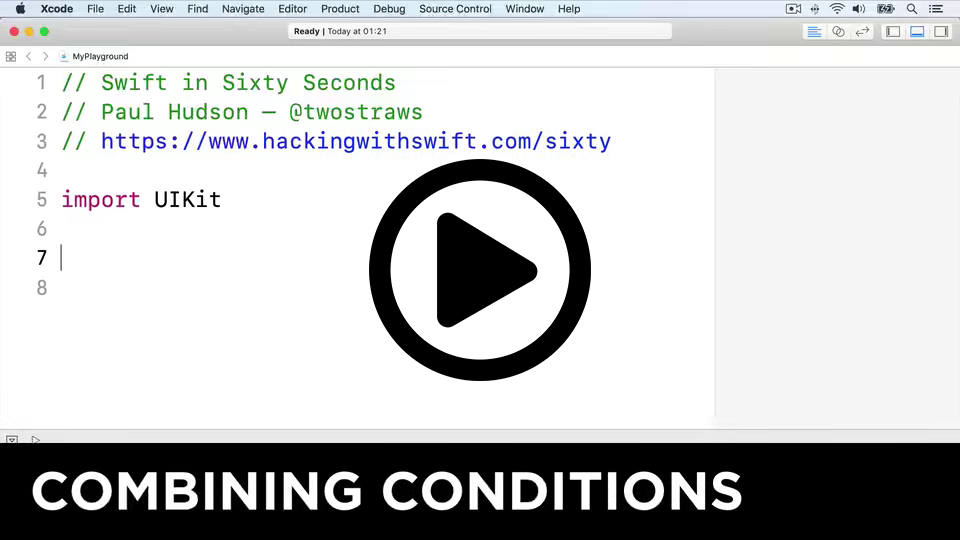 Xcode File Edit View Find Navigate Editor Product Debug Source Control Window Help
Ready | Today at 01:21
MyPlayground
1 // Swift in Sixty Seconds
2 // Paul Hudson — @twostraws
3 // https://www.hackingwithswift.com/sixty
4
5 import UIKit
6
7
8
COMBINING CONDITIONS